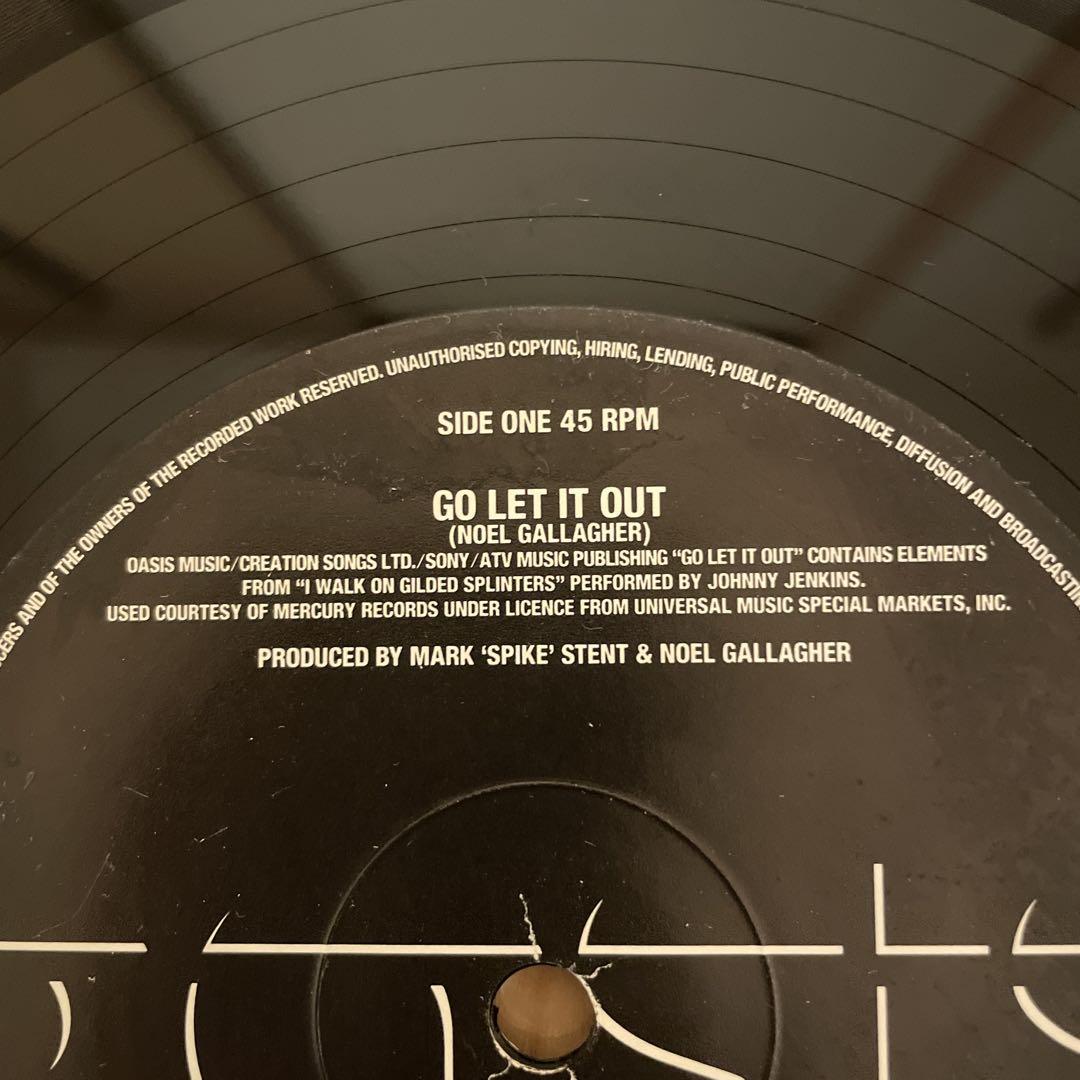 CERS AND OF THE OWNERS OF THE RECORDED WORK RESERVED. UNAUTHORISED COPYING, HIRING, LENDING, PUBLIC PERFORMANCE, DIFFUSION AND BROADCASTIN
SIDE ONE 45 RPM
GO LET IT OUT
(NOEL GALLAGHER)
OASIS MUSIC/CREATION SONGS LTD./SONY/ATV MUSIC PUBLISHING “GO LET IT OUT” CONTAINS ELEMENTS
FROM “I WALK ON GILDED SPLINTERS” PERFORMED BY JOHNNY JENKINS.
USED COURTESY OF MERCURY RECORDS UNDER LICENCE FROM UNIVERSAL MUSIC SPECIAL MARKETS, INC.
PRODUCED BY MARK ‘SPIKE’ STENT & NOEL GALLAGHER